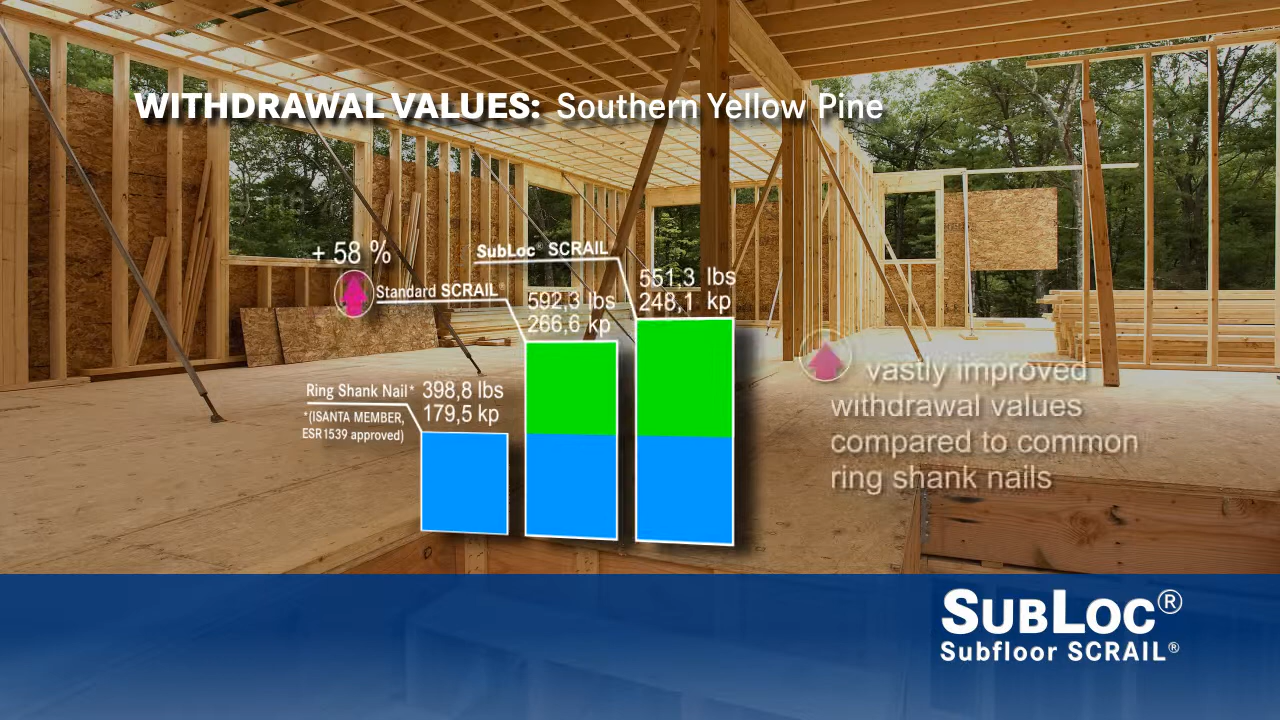 WITHDRAWAL VALUES: Southern Yellow Pine
+ 58 %
SubLoc® SCRAIL
Standard SCRAIL®
551,3 lbs
248,1 kp
592,3 lbs
266,6 kp
Ring Shank Nail*
*(ISANTA MEMBER,
ESR1539 approved)
398,8 lbs
179,5 kp
vastly improved
withdrawal values
compared to common
ring shank nails
SUBLOC®
Subfloor SCRAIL®